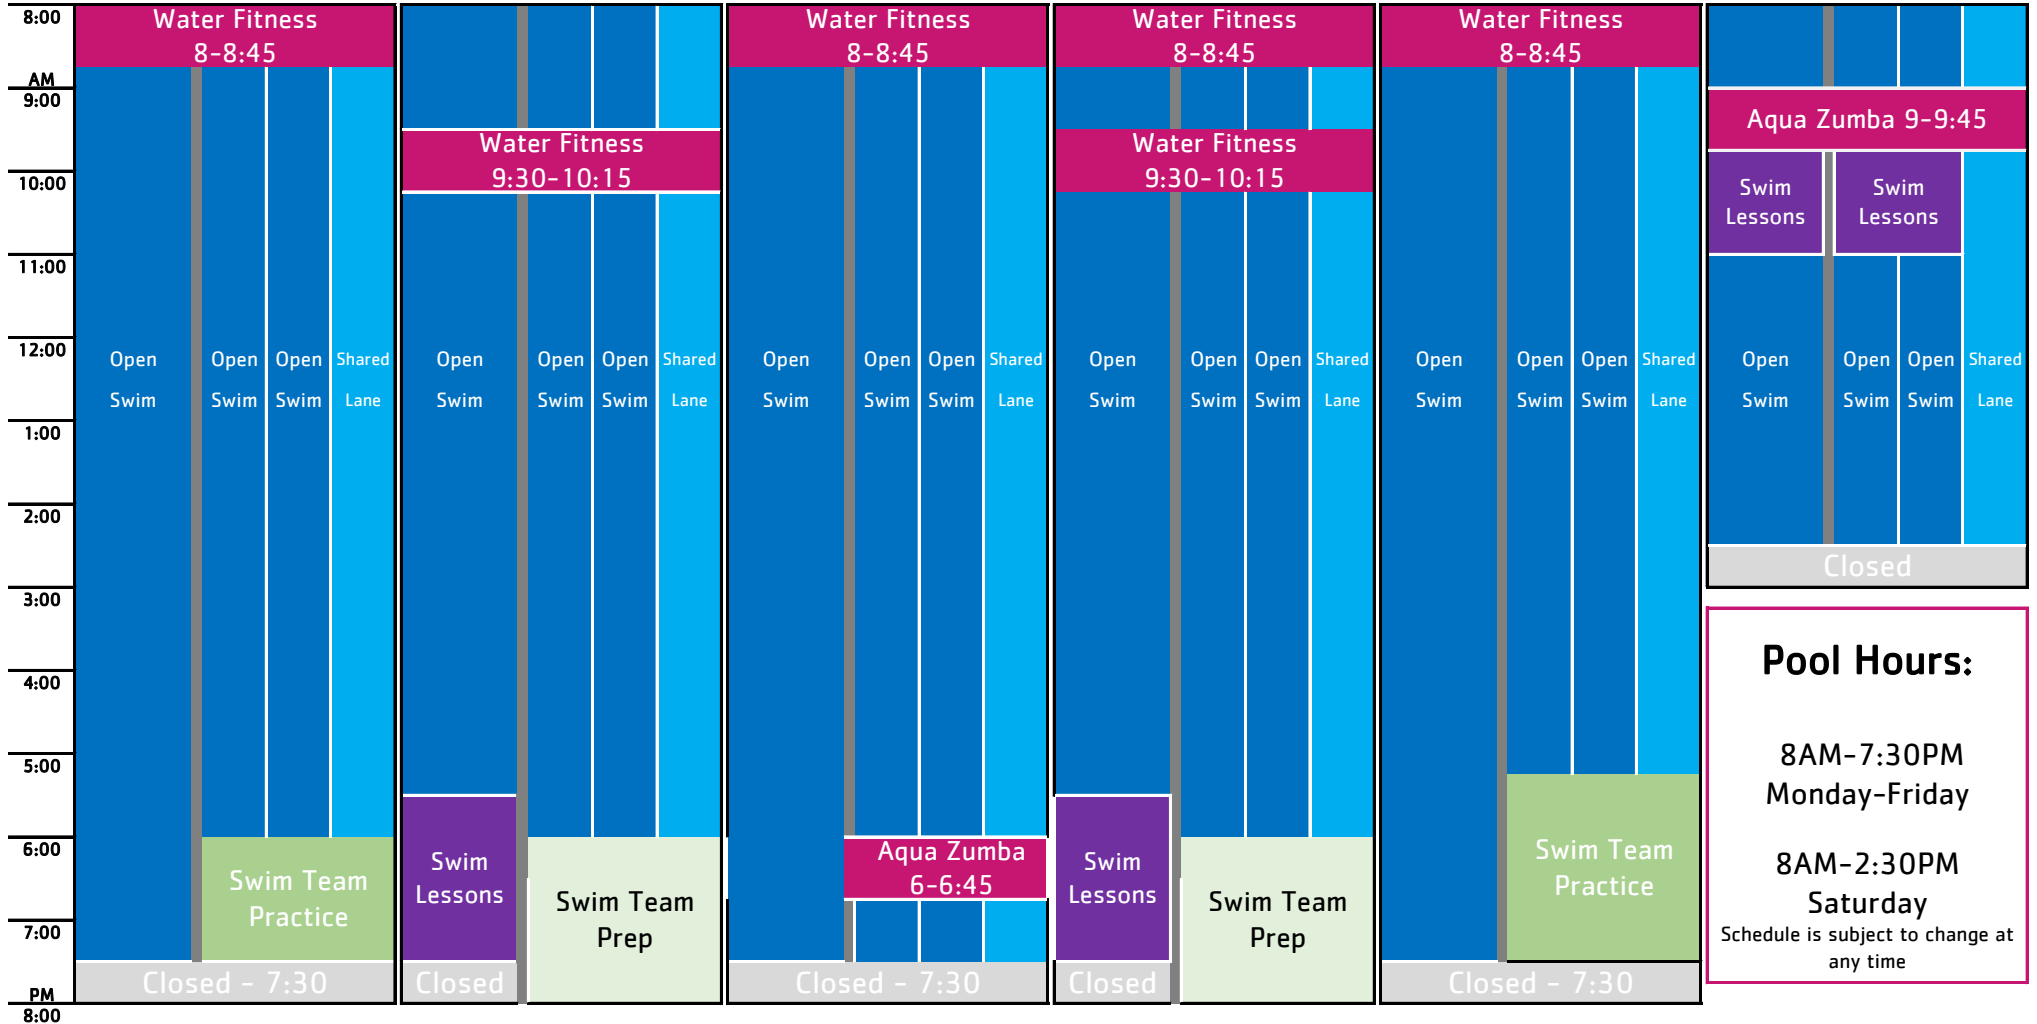 8:00
AM
9:00
10:00
11:00
12:00
1:00
2:00
3:00
4:00
5:00
6:00
7:00
PM
8:00
Water Fitness
8-8:45
Open
Swim
Open
Swim
Open
Swim
Shared
Lane
Swim Team
Practice
Closed - 7:30
Water Fitness
9:30-10:15
Open
Swim
Open
Swim
Open
Swim
Shared
Lane
Swim
Lessons
Swim Team
Prep
Closed
Water Fitness
8-8:45
Open
Swim
Open
Swim
Open
Swim
Shared
Lane
Aqua Zumba
6-6:45
Closed - 7:30
Water Fitness
8-8:45
Water Fitness
9:30-10:15
Open
Swim
Open
Swim
Open
Swim
Shared
Lane
Swim
Lessons
Swim Team
Prep
Closed
Water Fitness
8-8:45
Open
Swim
Open
Swim
Open
Swim
Shared
Lane
Swim Team
Practice
Closed - 7:30
Aqua Zumba 9-9:45
Swim
Lessons
Swim
Lessons
Open
Swim
Open
Swim
Open
Swim
Shared
Lane
Closed
Pool Hours:
8AM-7:30PM
Monday-Friday
8AM-2:30PM
Saturday
Schedule is subject to change at
any time